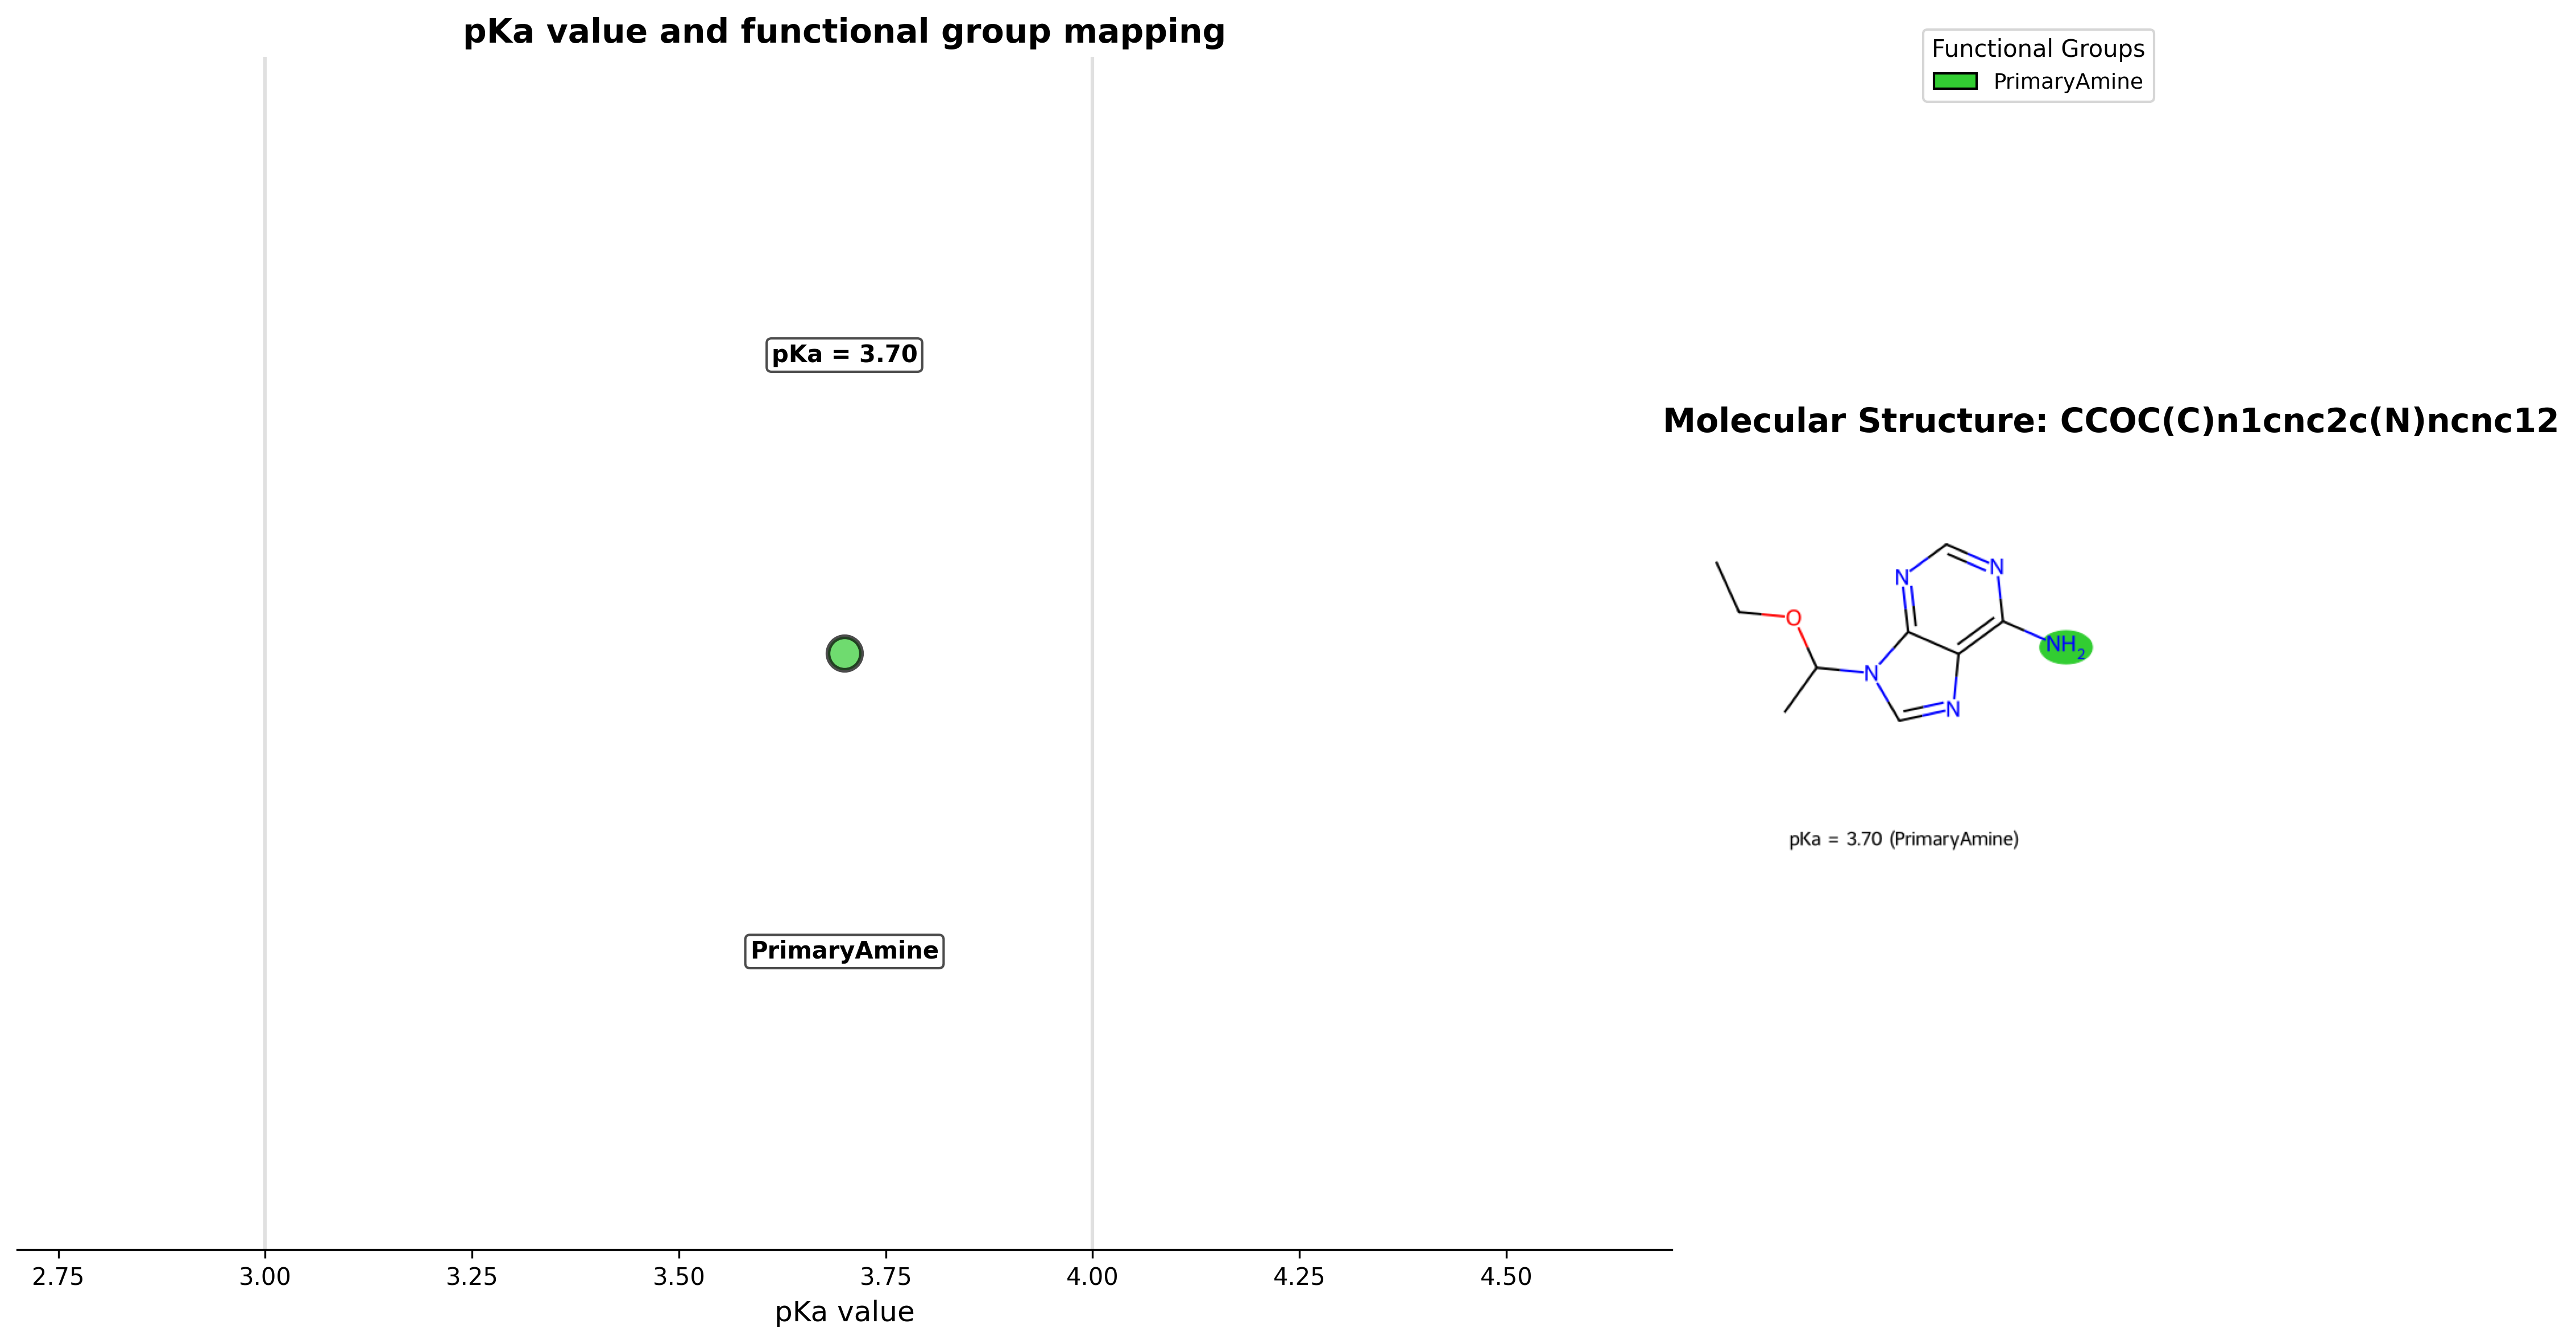 pKa value and functional group mapping
Functional Groups
PrimaryAmine
pKa = 3.70
PrimaryAmine
2.75 3.00 3.25 3.50 3.75 4.00 4.25 4.50
pKa value
Molecular Structure: CCOC(C)n1cnc2c(N)ncnc12
N
N
O
NH2
N
N
pKa = 3.70 (PrimaryAmine)